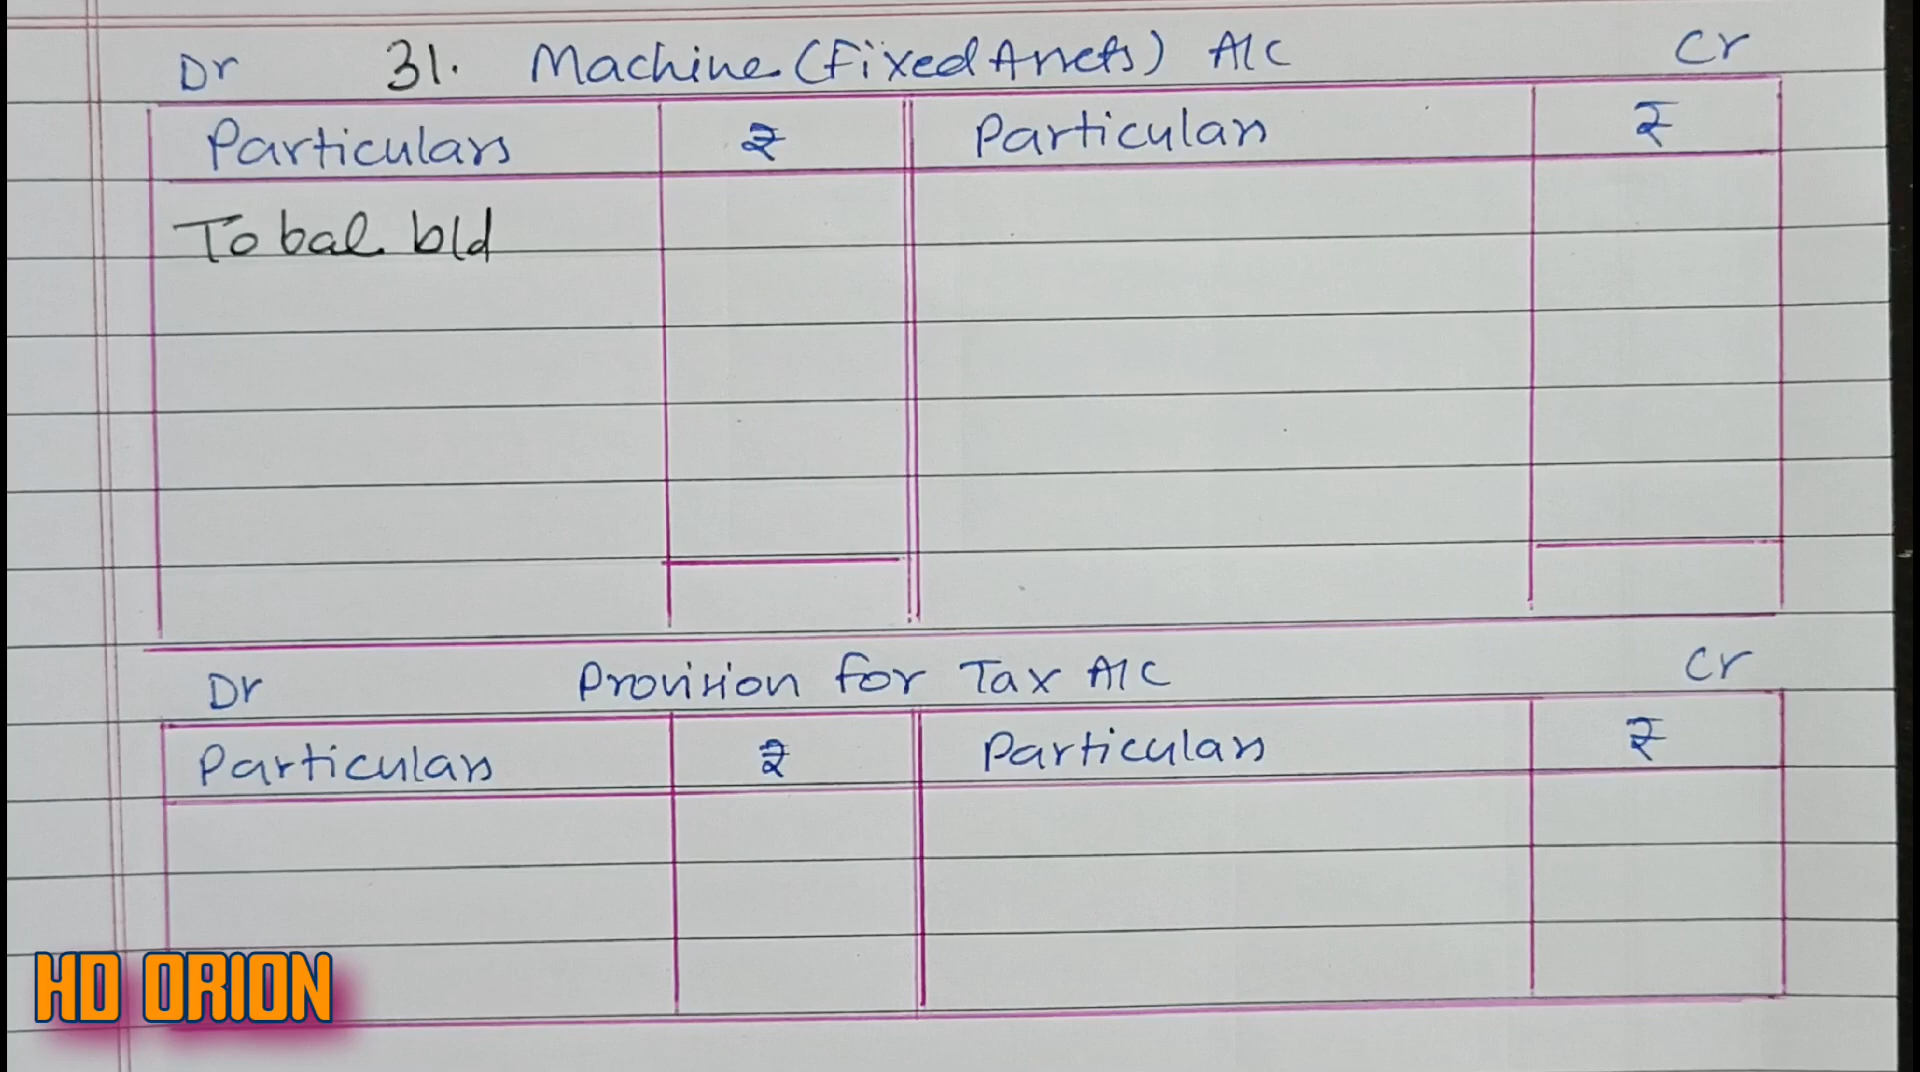 Dr 31. Machine (Fixed Assets) A/c Cr
Particulars ₹ Particulars ₹
To bal b/d
Dr Provision for Tax A/c Cr
Particulars ₹ Particulars ₹
HD ORION